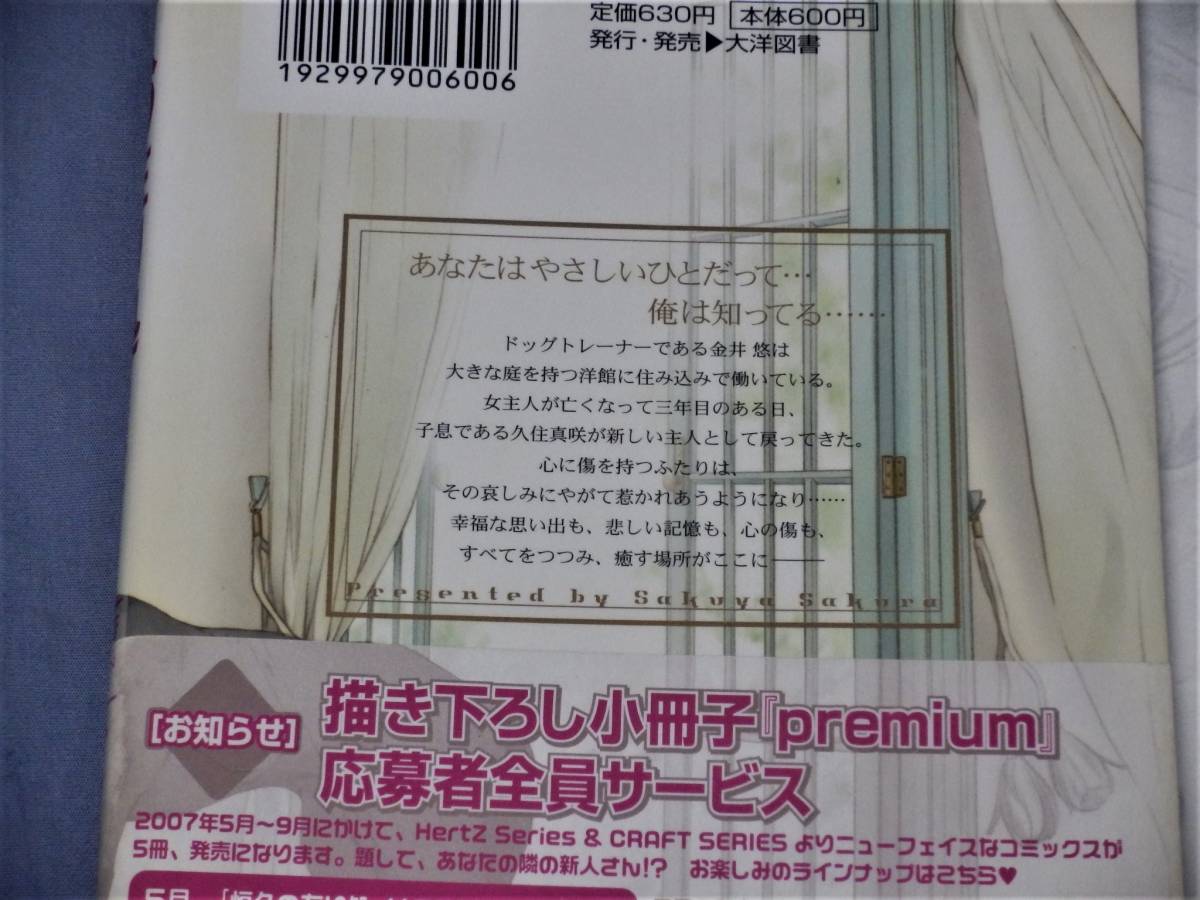 定価630円 本体600円
発行・発売▶大洋図書
1929979006006
あなたはやさしいひとだって…
俺は知ってる……
ドッグトレーナーである金井 悠は
大きな庭を持つ洋館に住み込みで働いている。
女主人が亡くなって三年目のある日、
子息である久住真咲が新しい主人として戻ってきた。
心に傷を持つふたりは、
その哀しみにやがて惹かれあうようになり……
幸福な思い出も、悲しい記憶も、心の傷も、
すべてをつつみ、癒す場所がここに───
Presented by Sakuya Sakura
[お知らせ]
描き下ろし小冊子『premium』
応募者全員サービス
2007年5月～9月にかけて、HertZ Series & CRAFT SERIES よりニューフェイスなコミックスが
5冊、発売になります。題して、あなたの隣の新人さん!? お楽しみのラインナップはこちら♥
5月